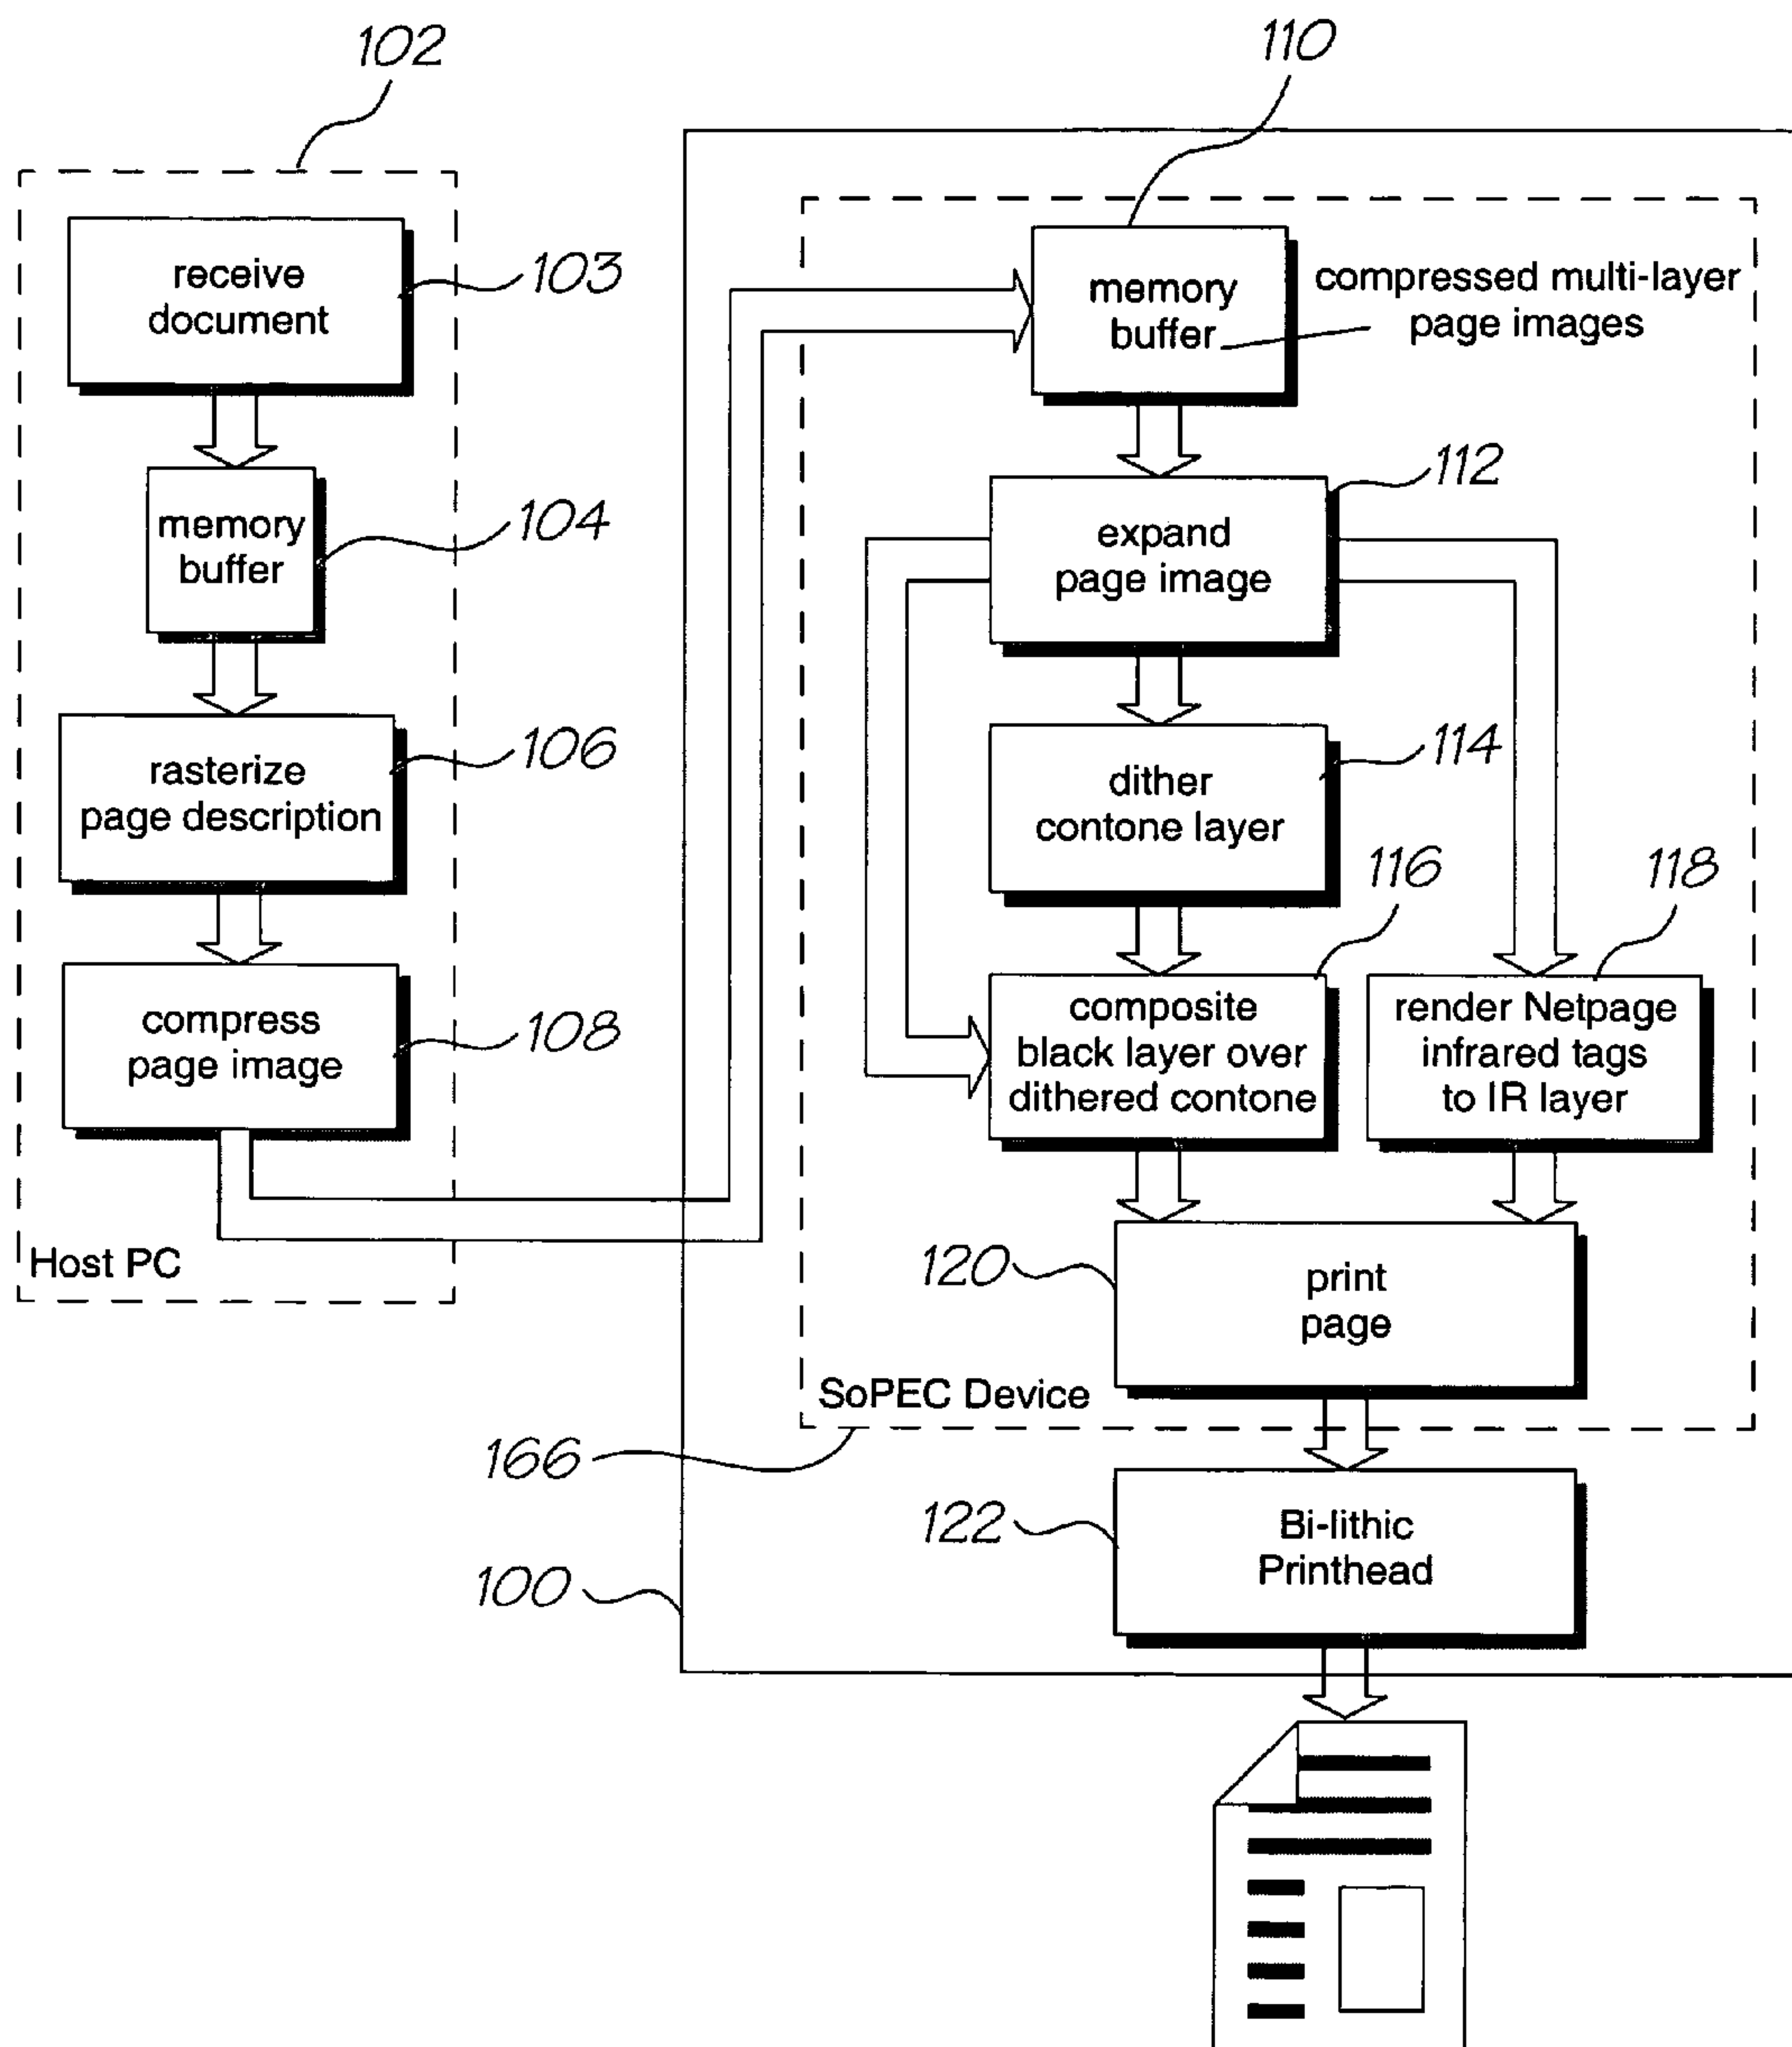 102
110
receive
document
103
memory
buffer
compressed multi-layer
page images
memory
buffer
104
expand
page image
112
rasterize
page description
106
dither
contone layer
114
compress
page image
108
116
118
composite
black layer over
dithered contone
render Netpage
infrared tags
to IR layer
Host PC
120
print
page
SoPEC Device
166
122
Bi-lithic
Printhead
100